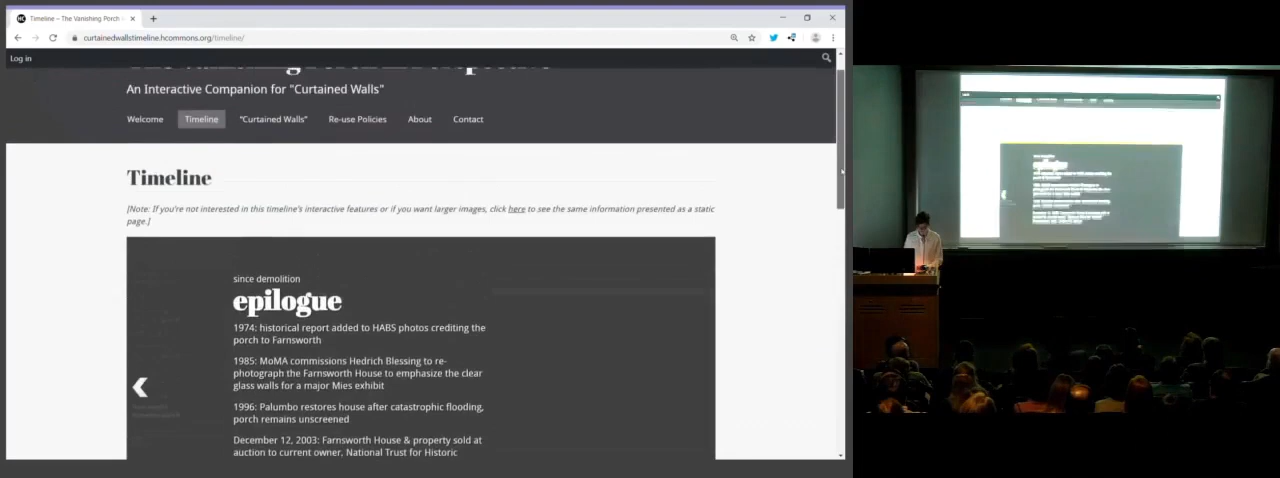 Timeline – The Vanishing Porch i
curtainedwallstimeline.hcommons.org/timeline/
Log in
An Interactive Companion for "Curtained Walls"
Welcome Timeline "Curtained Walls" Re-use Policies About Contact
Timeline
[Note: If you're not interested in this timeline's interactive features or if you want larger images, click here to see the same information presented as a static
page.]
since demolition
epilogue
1974: historical report added to HABS photos crediting the
porch to Farnsworth
1985: MoMA commissions Hedrich Blessing to re-
photograph the Farnsworth House to emphasize the clear
glass walls for a major Mies exhibit
1996: Palumbo restores house after catastrophic flooding,
porch remains unscreened
December 12, 2003: Farnsworth House & property sold at
auction to current owner, National Trust for Historic
epilogue